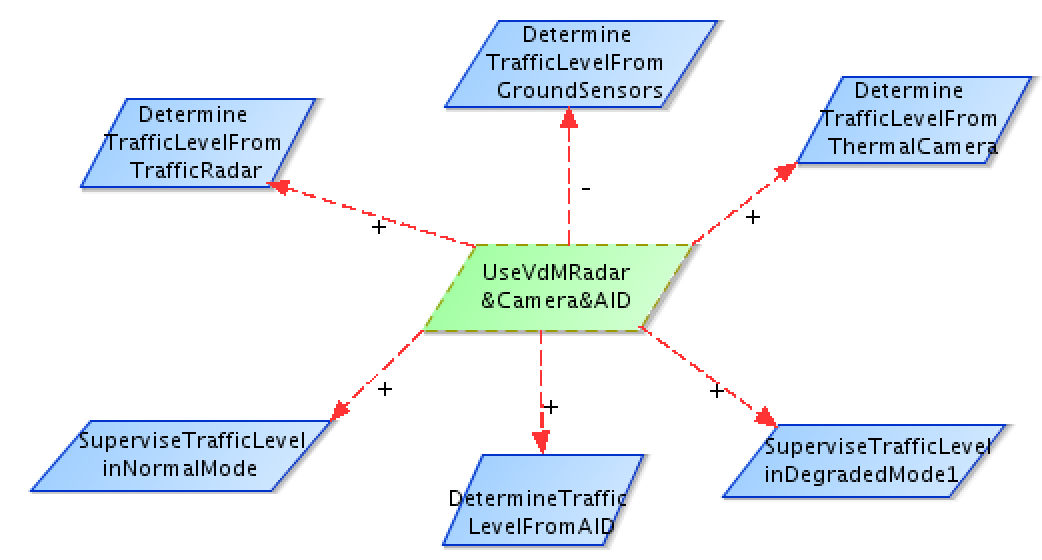 Determine
TrafficLevelFrom
GroundSensors
Determine
TrafficLevelFrom
ThermalCamera
Determine
TrafficLevelFrom
TrafficRadar
-
+
+
UseVdMRadar
&Camera&AID
+
+
+
SuperviseTrafficLevel
inNormalMode
SuperviseTrafficLevel
inDegradedMode1
DetermineTraffic
LevelFromAID